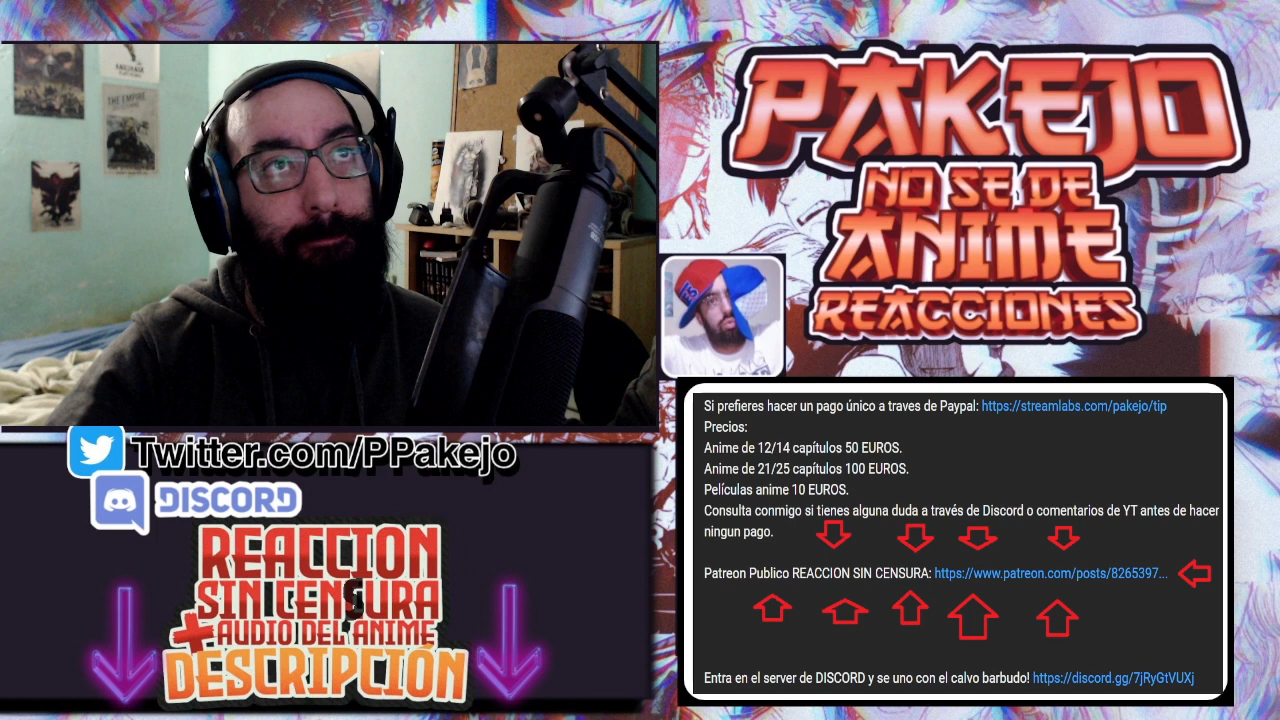 THE EMPIRE
PAKEJO
NO SE DE
ANIME
REACCIONES
Si prefieres hacer un pago único a traves de Paypal: https://streamlabs.com/pakejo/tip
Precios:
Anime de 12/14 capítulos 50 EUROS.
Anime de 21/25 capítulos 100 EUROS.
Películas anime 10 EUROS.
Consulta conmigo si tienes alguna duda a través de Discord o comentarios de YT antes de hacer
ningun pago.
Patreon Publico REACCION SIN CENSURA: https://www.patreon.com/posts/8265397...
Entra en el server de DISCORD y se uno con el calvo barbudo! https://discord.gg/7jRyGtVUXj
Twitter.com/PPakejo
DISCORD
REACCION
SIN CENSURA
+AUDIO DEL ANIME
DESCRIPCIÓN